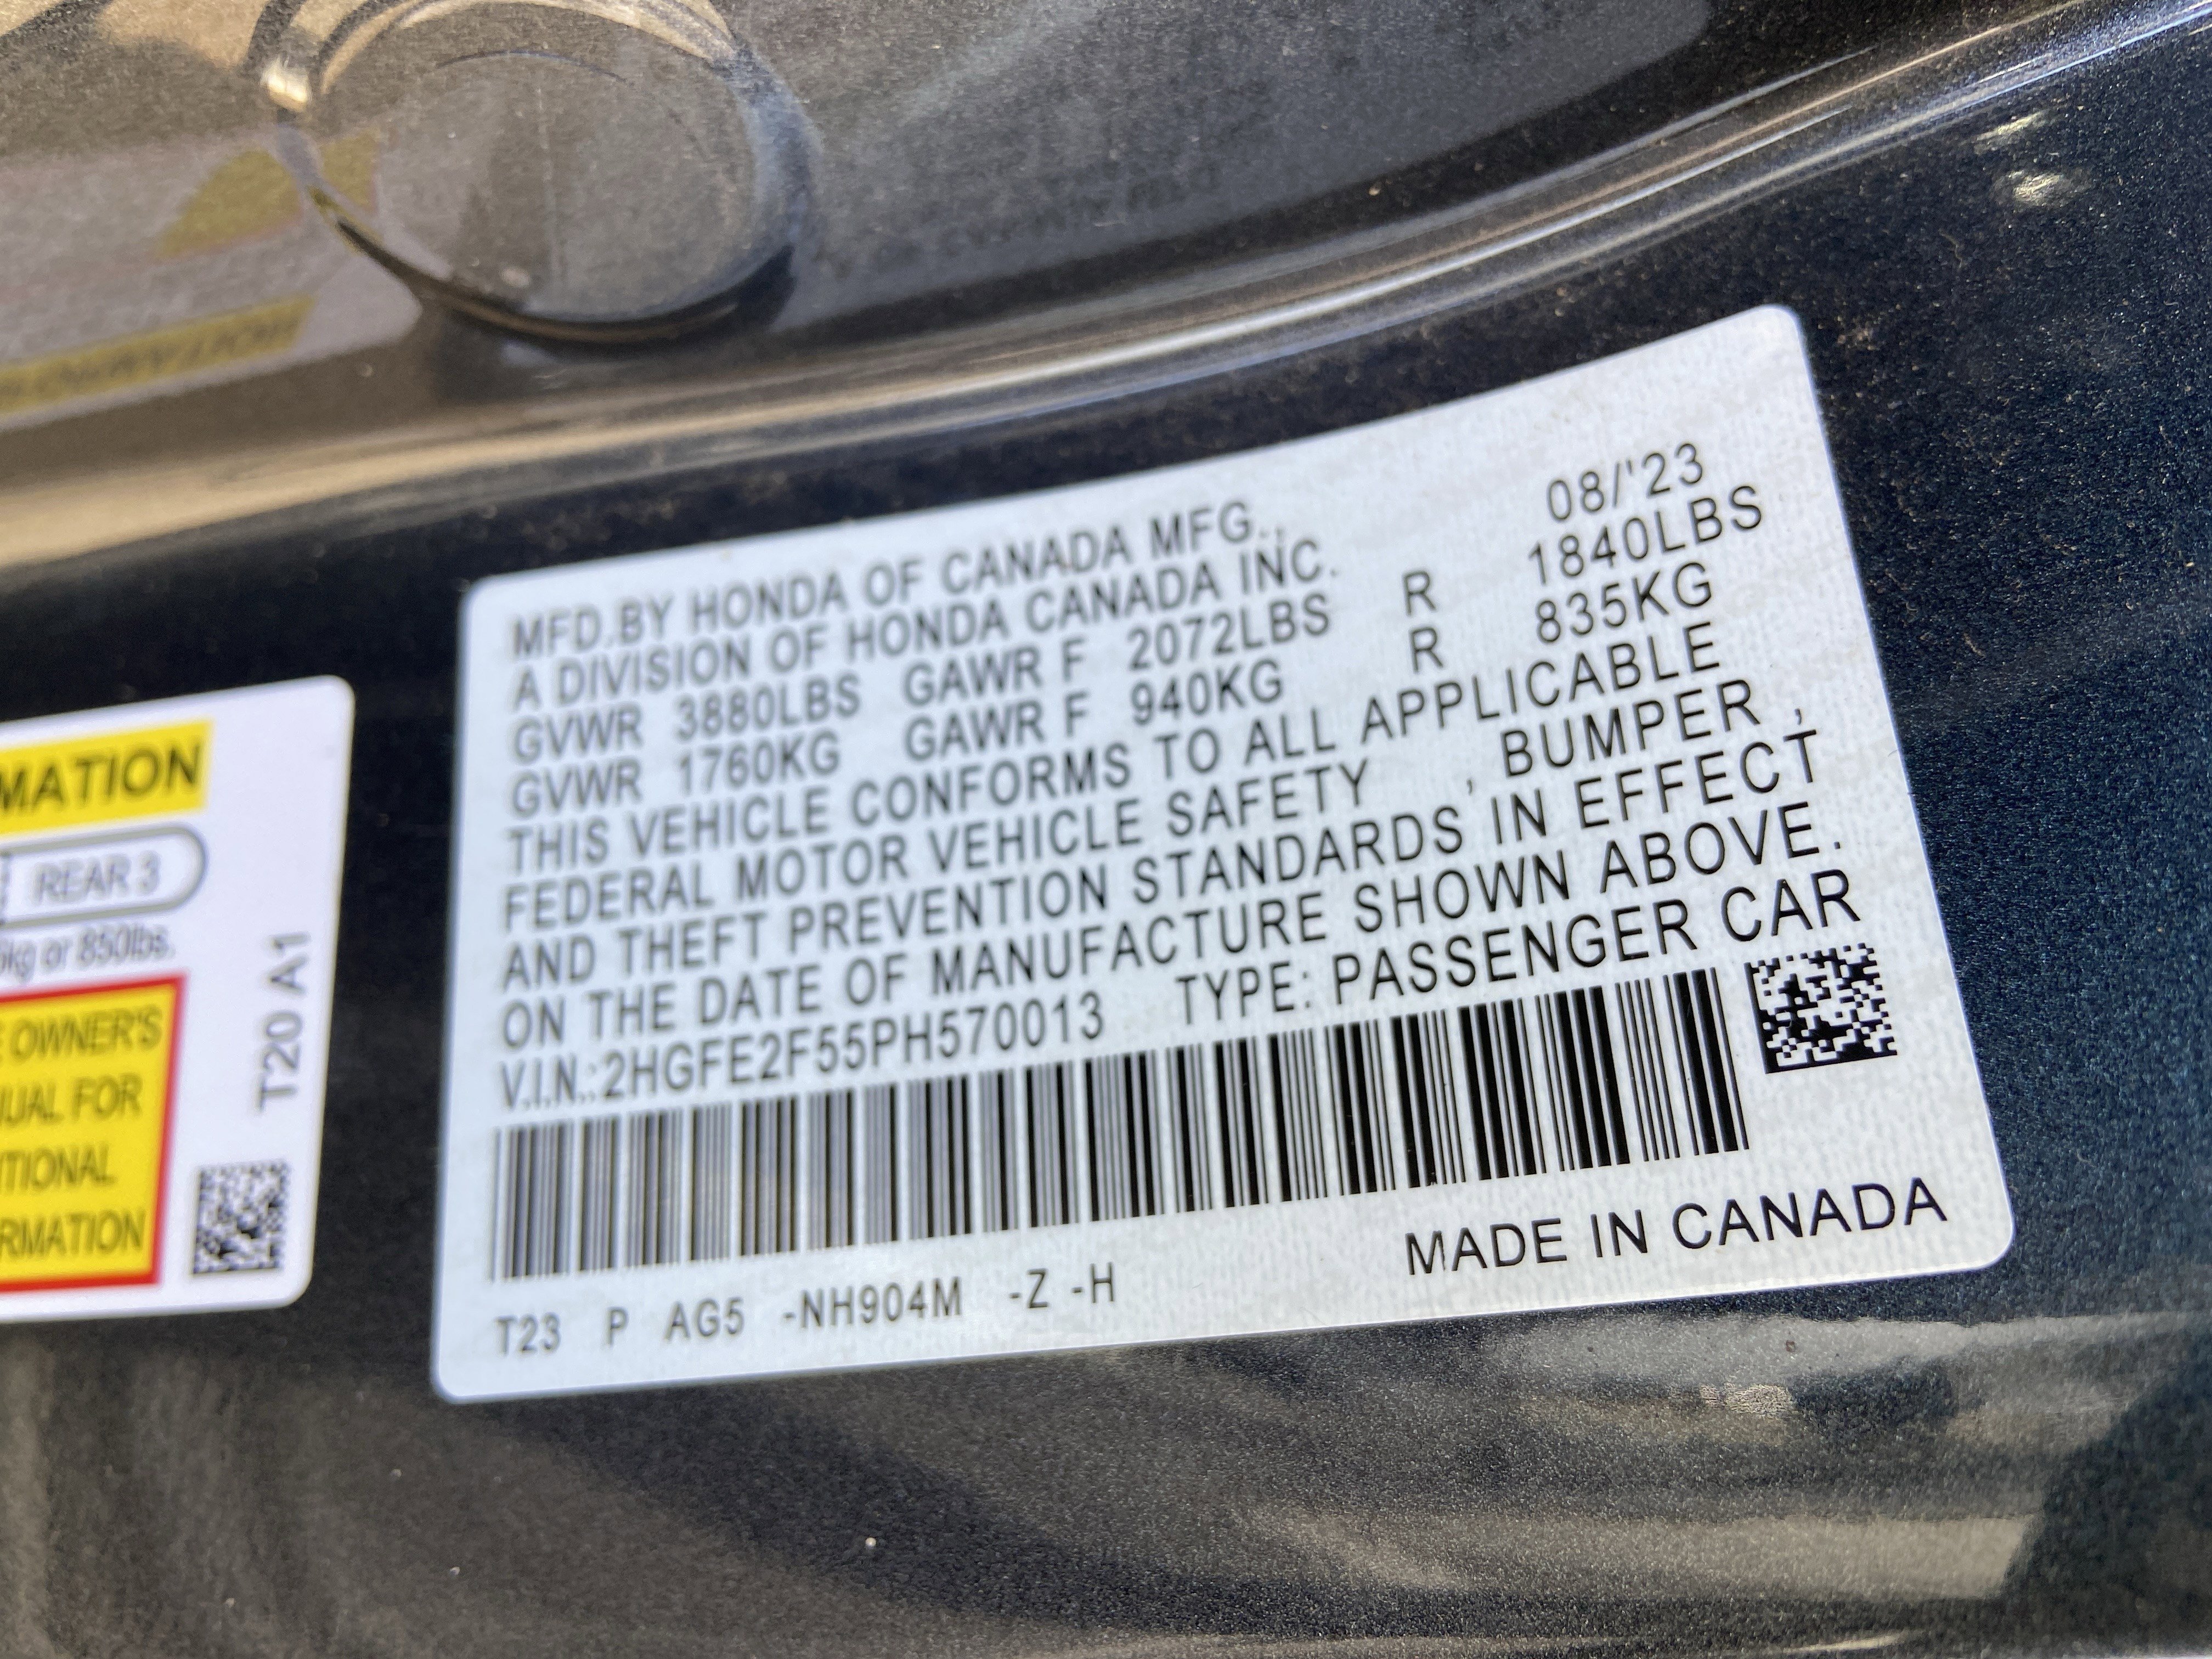 MFD.BY HONDA OF CANADA MFG.,
A DIVISION OF HONDA CANADA INC. 08/'23
GVWR 3880LBS GAWR F 2072LBS R 1840LBS
GVWR 1760KG GAWR F 940KG R 835KG
THIS VEHICLE CONFORMS TO ALL APPLICABLE
FEDERAL MOTOR VEHICLE SAFETY , BUMPER ,
AND THEFT PREVENTION STANDARDS IN EFFECT
ON THE DATE OF MANUFACTURE SHOWN ABOVE.
V.I.N.:2HGFE2F55PH570013 TYPE: PASSENGER CAR
T23 P AG5 -NH904M -Z -H MADE IN CANADA
MATION
REAR 3
kg or 850lbs.
OWNER'S
UAL FOR
TIONAL
RMATION
T20 A1